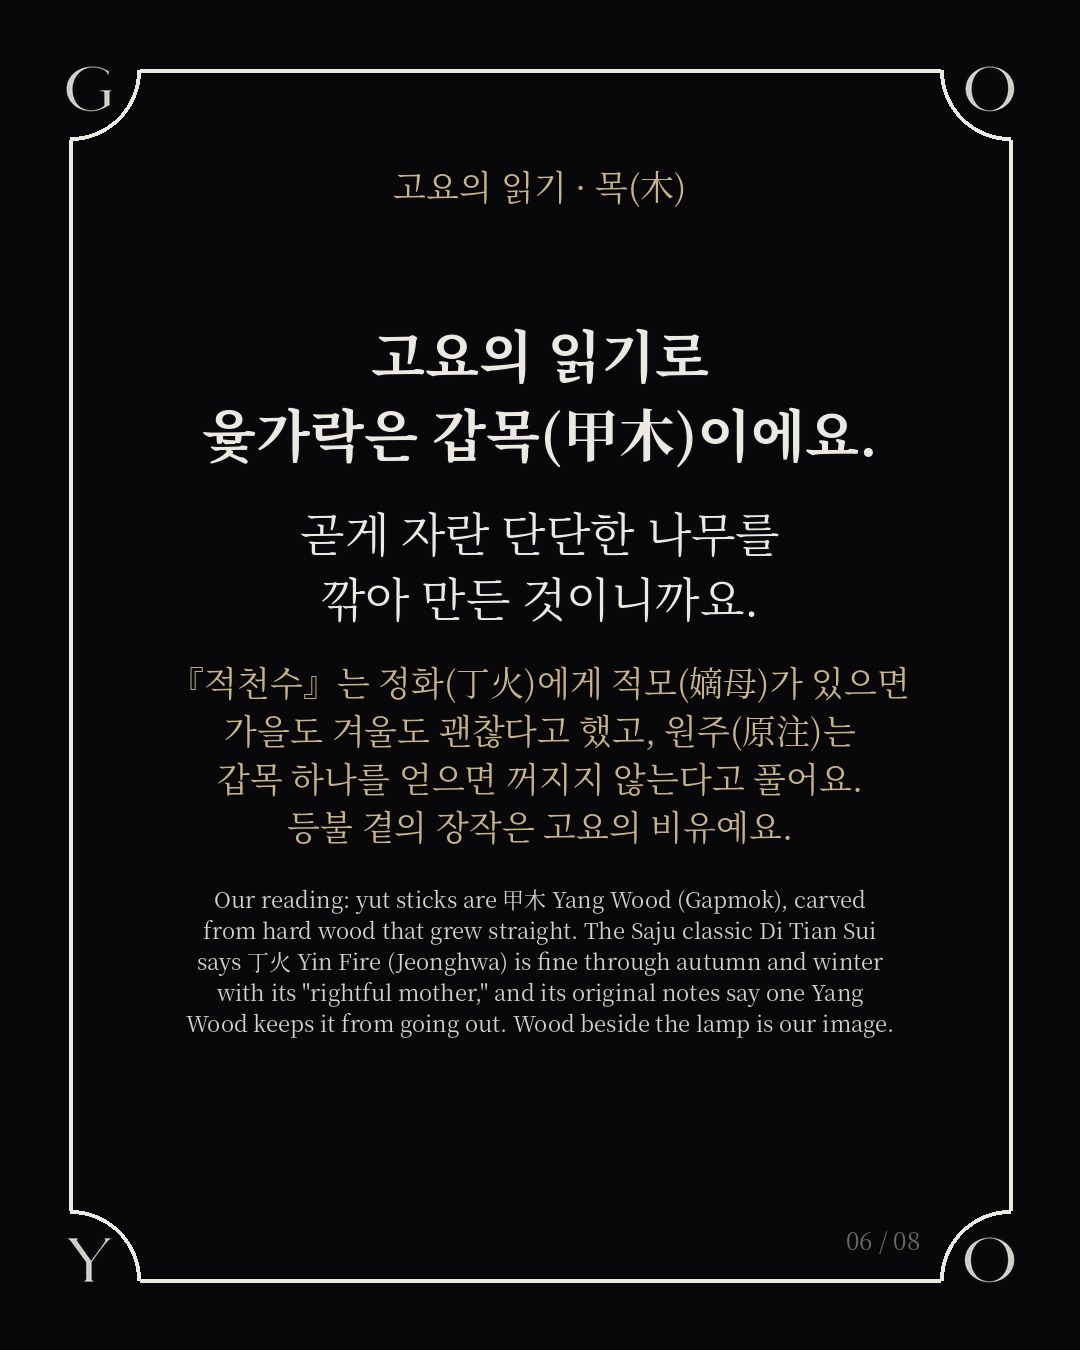 G O
고요의 읽기 · 목(木)
고요의 읽기로
윷가락은 갑목(甲木)이에요.
곧게 자란 단단한 나무를
깎아 만든 것이니까요.
『적천수』는 정화(丁火)에게 적모(嫡母)가 있으면
가을도 겨울도 괜찮다고 했고, 원주(原注)는
갑목 하나를 얻으면 꺼지지 않는다고 풀어요.
등불 곁의 장작은 고요의 비유예요.
Our reading: yut sticks are 甲木 Yang Wood (Gapmok), carved
from hard wood that grew straight. The Saju classic Di Tian Sui
says 丁火 Yin Fire (Jeonghwa) is fine through autumn and winter
with its "rightful mother," and its original notes say one Yang
Wood keeps it from going out. Wood beside the lamp is our image.
06 / 08
Y O